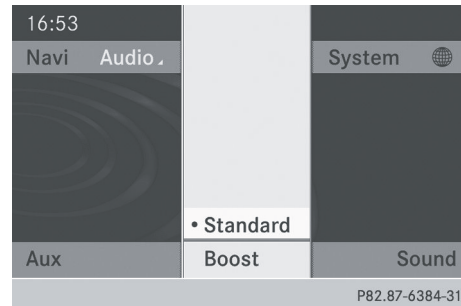 16:53
Navi Audio System
• Standard
Aux Boost Sound
P82.87-6384-31